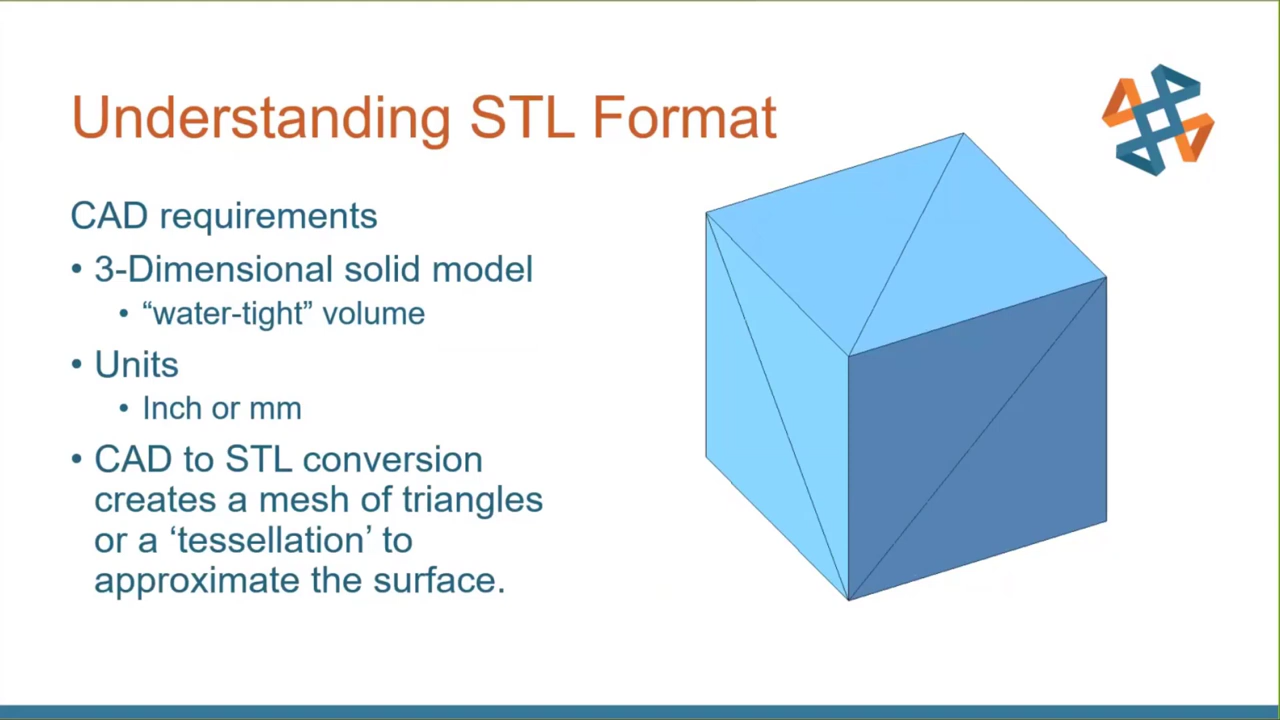 Understanding STL Format
CAD requirements
• 3-Dimensional solid model
• “water-tight” volume
• Units
• Inch or mm
• CAD to STL conversion
creates a mesh of triangles
or a ‘tessellation’ to
approximate the surface.